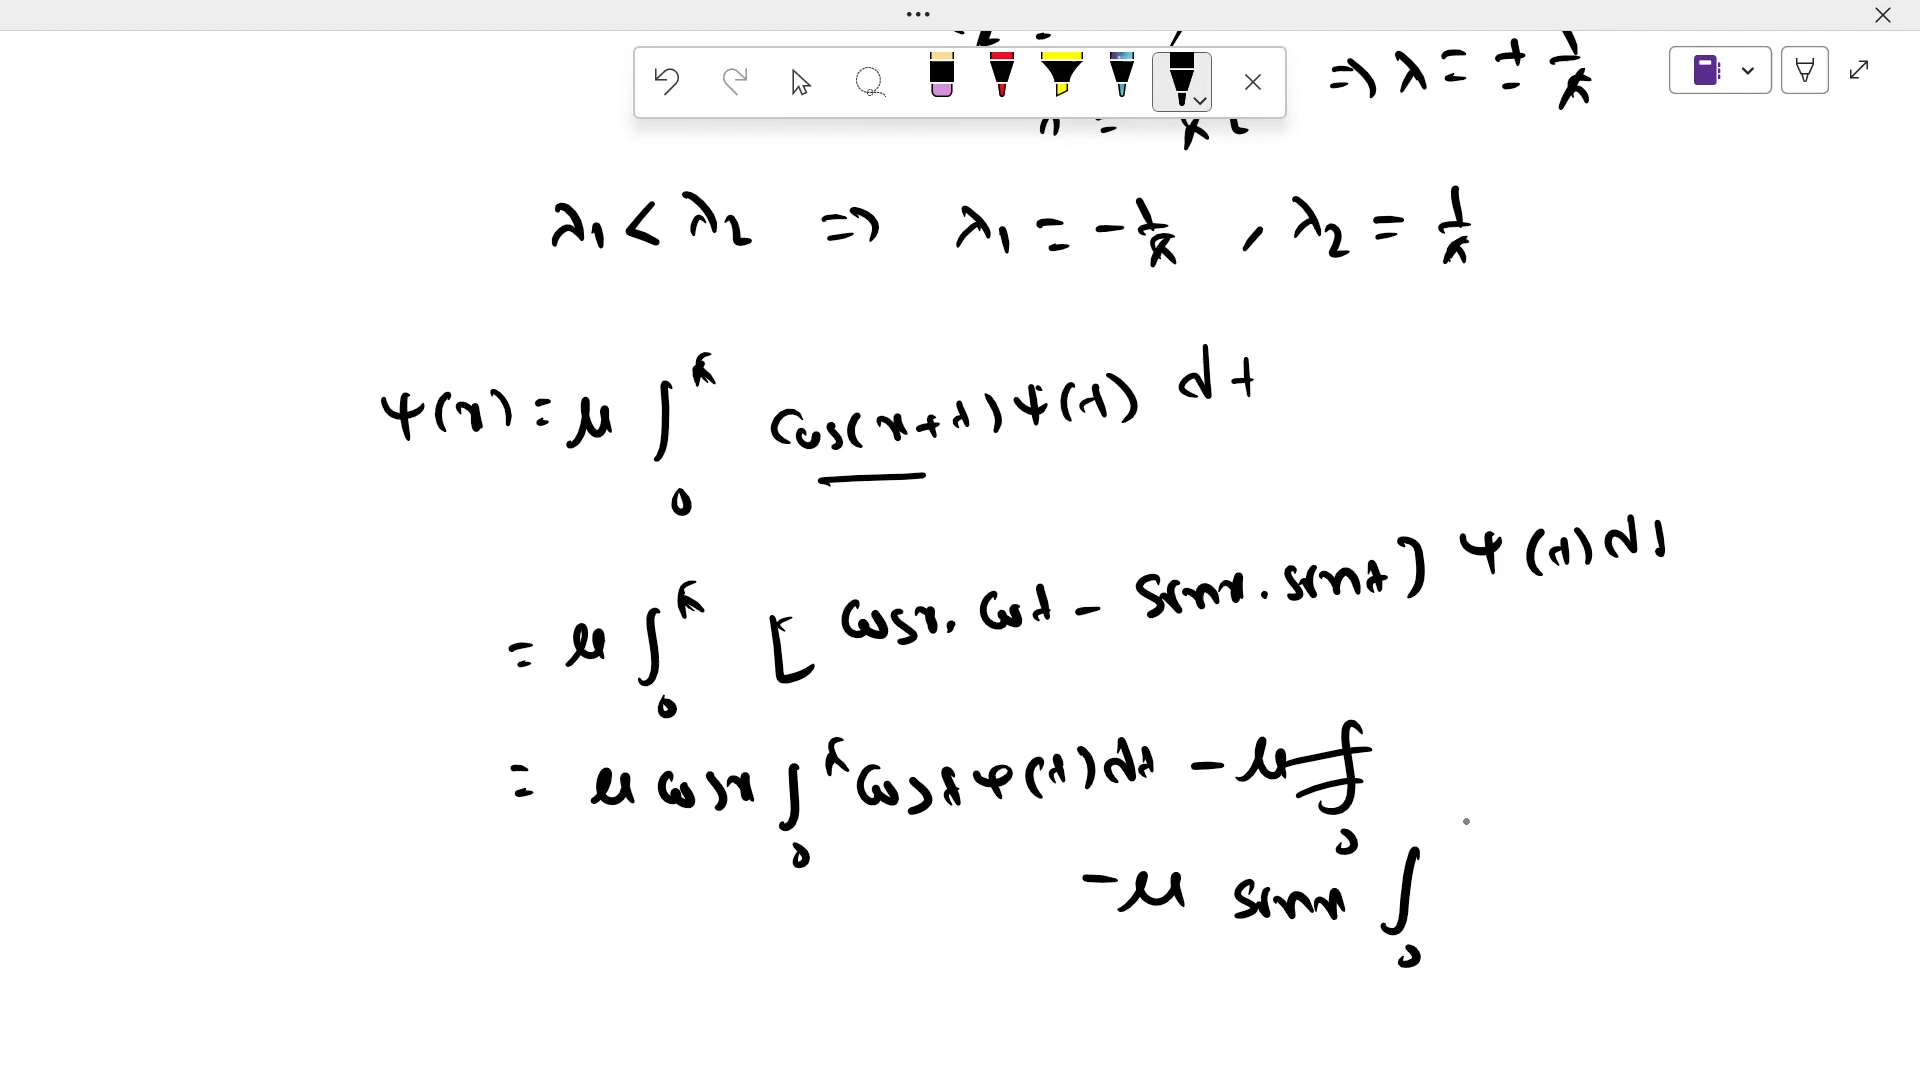 ⇒ λ = ± 1/π
λ₁ < λ₂ ⇒ λ₁ = -1/π , λ₂ = 1/π
ψ(x) = μ ∫₀^π cos(x+t) ψ(t) dt
= μ ∫₀^π [cosx. cost - sinx. sint] ψ(t) dt
= μ cosx ∫₀^π cost ψ(t) dt - μ
- μ sinx ∫₀